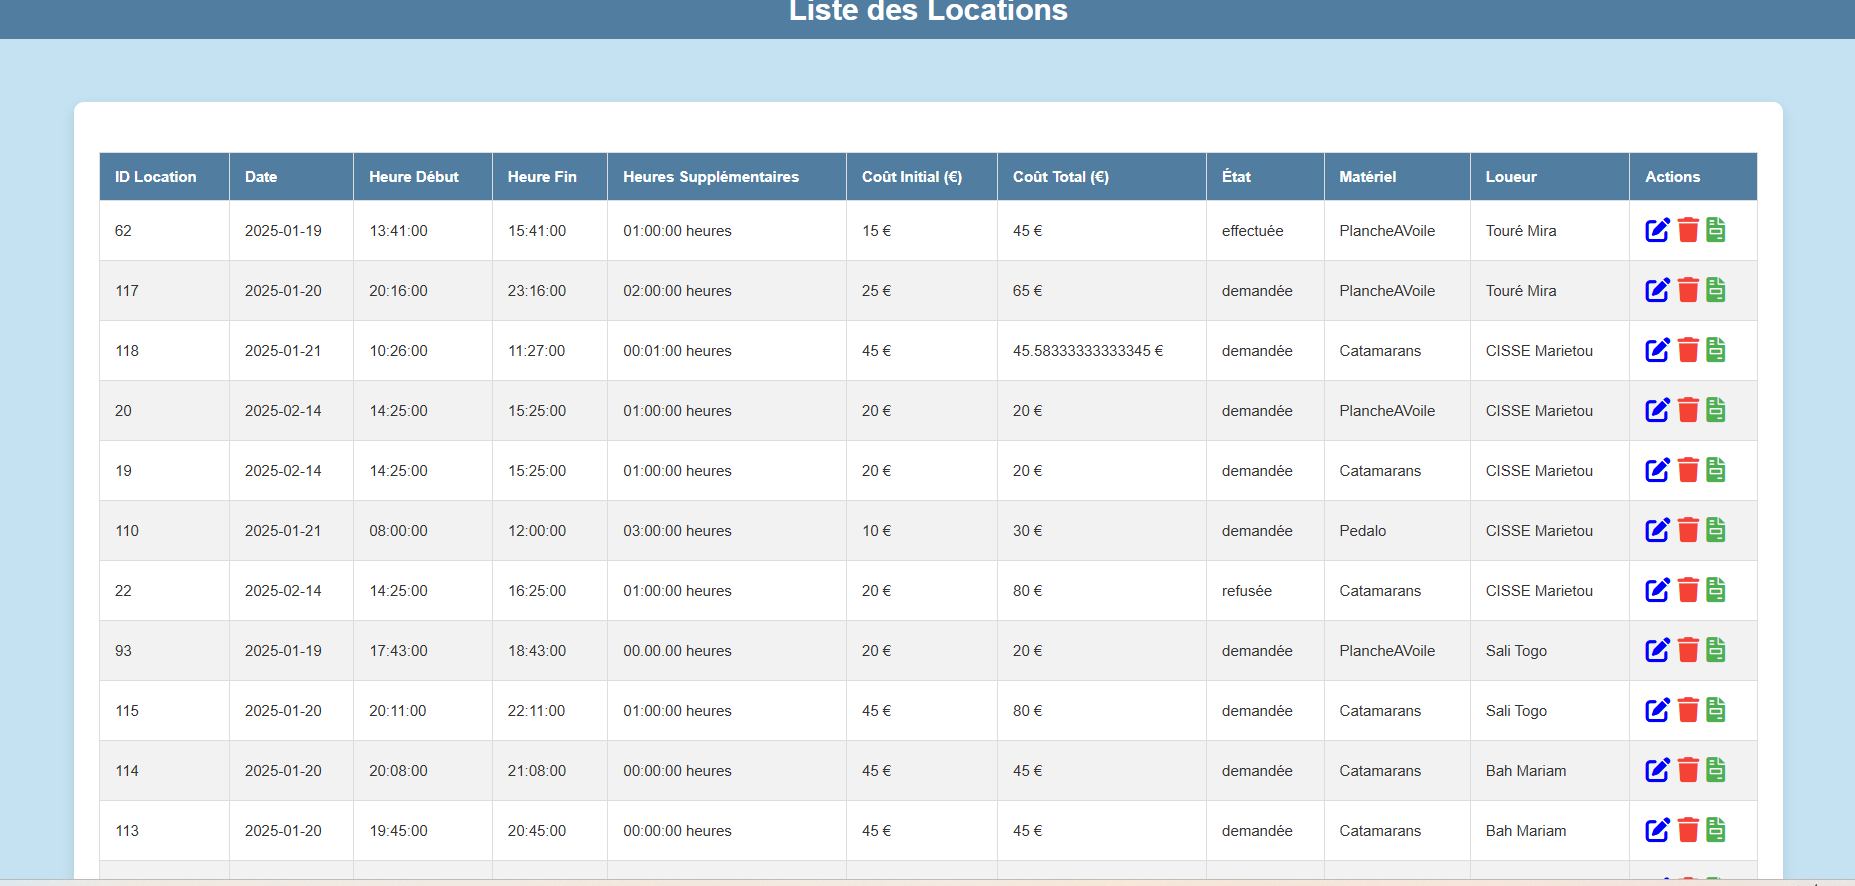 Liste des Locations
ID Location Date Heure Début Heure Fin Heures Supplémentaires Coût Initial (€) Coût Total (€) État Matériel Loueur Actions
62 2025-01-19 13:41:00 15:41:00 01:00:00 heures 15 € 45 € effectuée PlancheAVoile Touré Mira
117 2025-01-20 20:16:00 23:16:00 02:00:00 heures 25 € 65 € demandée PlancheAVoile Touré Mira
118 2025-01-21 10:26:00 11:27:00 00:01:00 heures 45 € 45.58333333333345 € demandée Catamarans CISSE Marietou
20 2025-02-14 14:25:00 15:25:00 01:00:00 heures 20 € 20 € demandée PlancheAVoile CISSE Marietou
19 2025-02-14 14:25:00 15:25:00 01:00:00 heures 20 € 20 € demandée Catamarans CISSE Marietou
110 2025-01-21 08:00:00 12:00:00 03:00:00 heures 10 € 30 € demandée Pedalo CISSE Marietou
22 2025-02-14 14:25:00 16:25:00 01:00:00 heures 20 € 80 € refusée Catamarans CISSE Marietou
93 2025-01-19 17:43:00 18:43:00 00.00.00 heures 20 € 20 € demandée PlancheAVoile Sali Togo
115 2025-01-20 20:11:00 22:11:00 01:00:00 heures 45 € 80 € demandée Catamarans Sali Togo
114 2025-01-20 20:08:00 21:08:00 00:00:00 heures 45 € 45 € demandée Catamarans Bah Mariam
113 2025-01-20 19:45:00 20:45:00 00:00:00 heures 45 € 45 € demandée Catamarans Bah Mariam